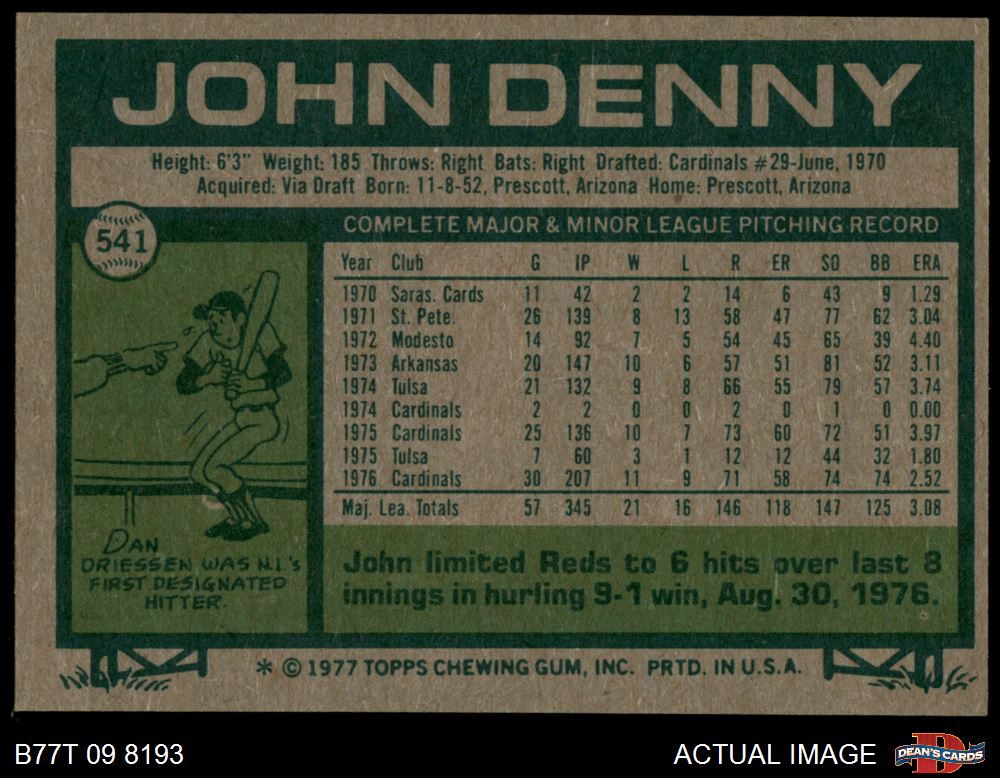 JOHN DENNY
Height: 6'3" Weight: 185 Throws: Right Bats: Right Drafted: Cardinals #29-June, 1970
Acquired: Via Draft Born: 11-8-52, Prescott, Arizona Home: Prescott, Arizona
541
COMPLETE MAJOR & MINOR LEAGUE PITCHING RECORD
Year Club G IP W L R ER SO BB ERA
1970 Saras. Cards 11 42 2 2 14 6 43 9 1.29
1971 St. Pete. 26 139 8 13 58 47 77 62 3.04
1972 Modesto 14 92 7 5 54 45 65 39 4.40
1973 Arkansas 20 147 10 6 57 51 81 52 3.11
1974 Tulsa 21 132 9 8 66 55 79 57 3.74
1974 Cardinals 2 2 0 0 2 0 1 0 0.00
1975 Cardinals 25 136 10 7 73 60 72 51 3.97
1975 Tulsa 7 60 3 1 12 12 44 32 1.80
1976 Cardinals 30 207 11 9 71 58 74 74 2.52
Maj. Lea. Totals 57 345 21 16 146 118 147 125 3.08
DAN
DRIESSEN WAS N.L.'s
FIRST DESIGNATED
HITTER.
John limited Reds to 6 hits over last 8
innings in hurling 9-1 win, Aug. 30, 1976.
* © 1977 TOPPS CHEWING GUM, INC. PRTD. IN U.S.A.
B77T 09 8193
ACTUAL IMAGE
DEAN'S CARDS